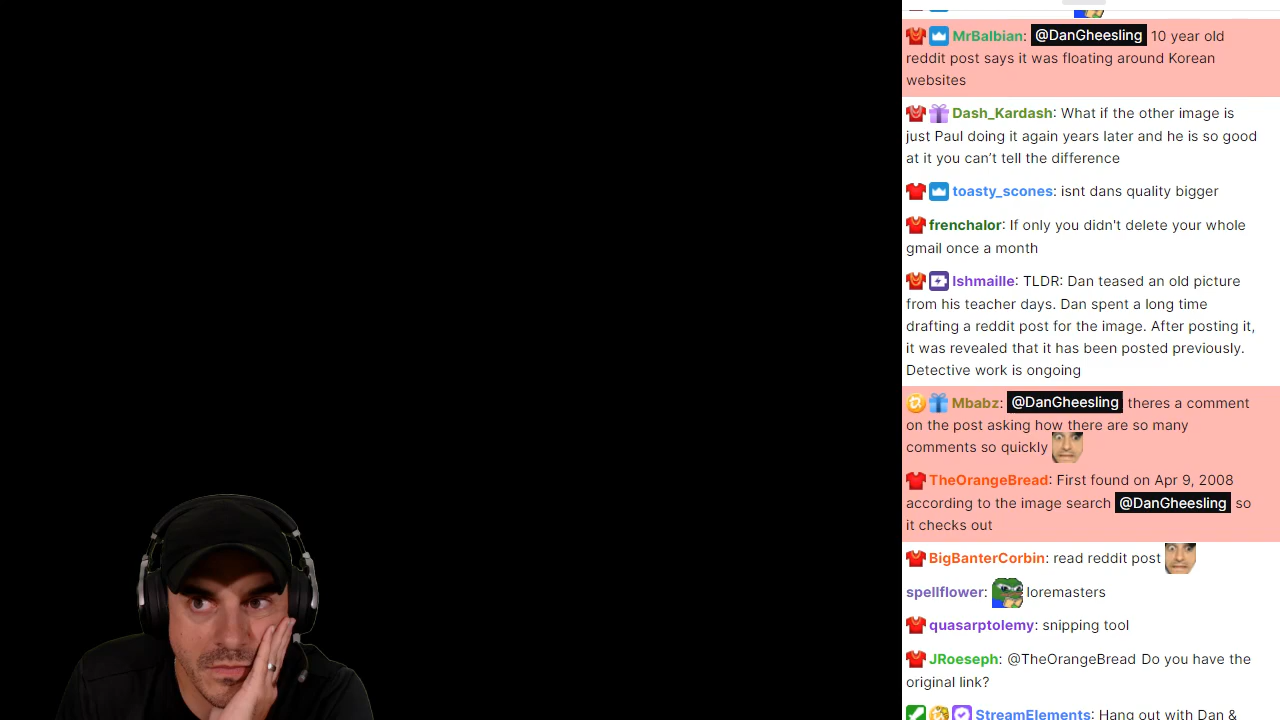 MrBalbian: @DanGheesling 10 year old
reddit post says it was floating around Korean
websites
Dash_Kardash: What if the other image is
just Paul doing it again years later and he is so good
at it you can’t tell the difference
toasty_scones: isnt dans quality bigger
frenchalor: If only you didn't delete your whole
gmail once a month
Ishmaille: TLDR: Dan teased an old picture
from his teacher days. Dan spent a long time
drafting a reddit post for the image. After posting it,
it was revealed that it has been posted previously.
Detective work is ongoing
Mbabz: @DanGheesling theres a comment
on the post asking how there are so many
comments so quickly
TheOrangeBread: First found on Apr 9, 2008
according to the image search @DanGheesling so
it checks out
BigBanterCorbin: read reddit post
spellflower: loremasters
quasarptolemy: snipping tool
JRoeseph: @TheOrangeBread Do you have the
original link?
StreamElements: Hang out with Dan &